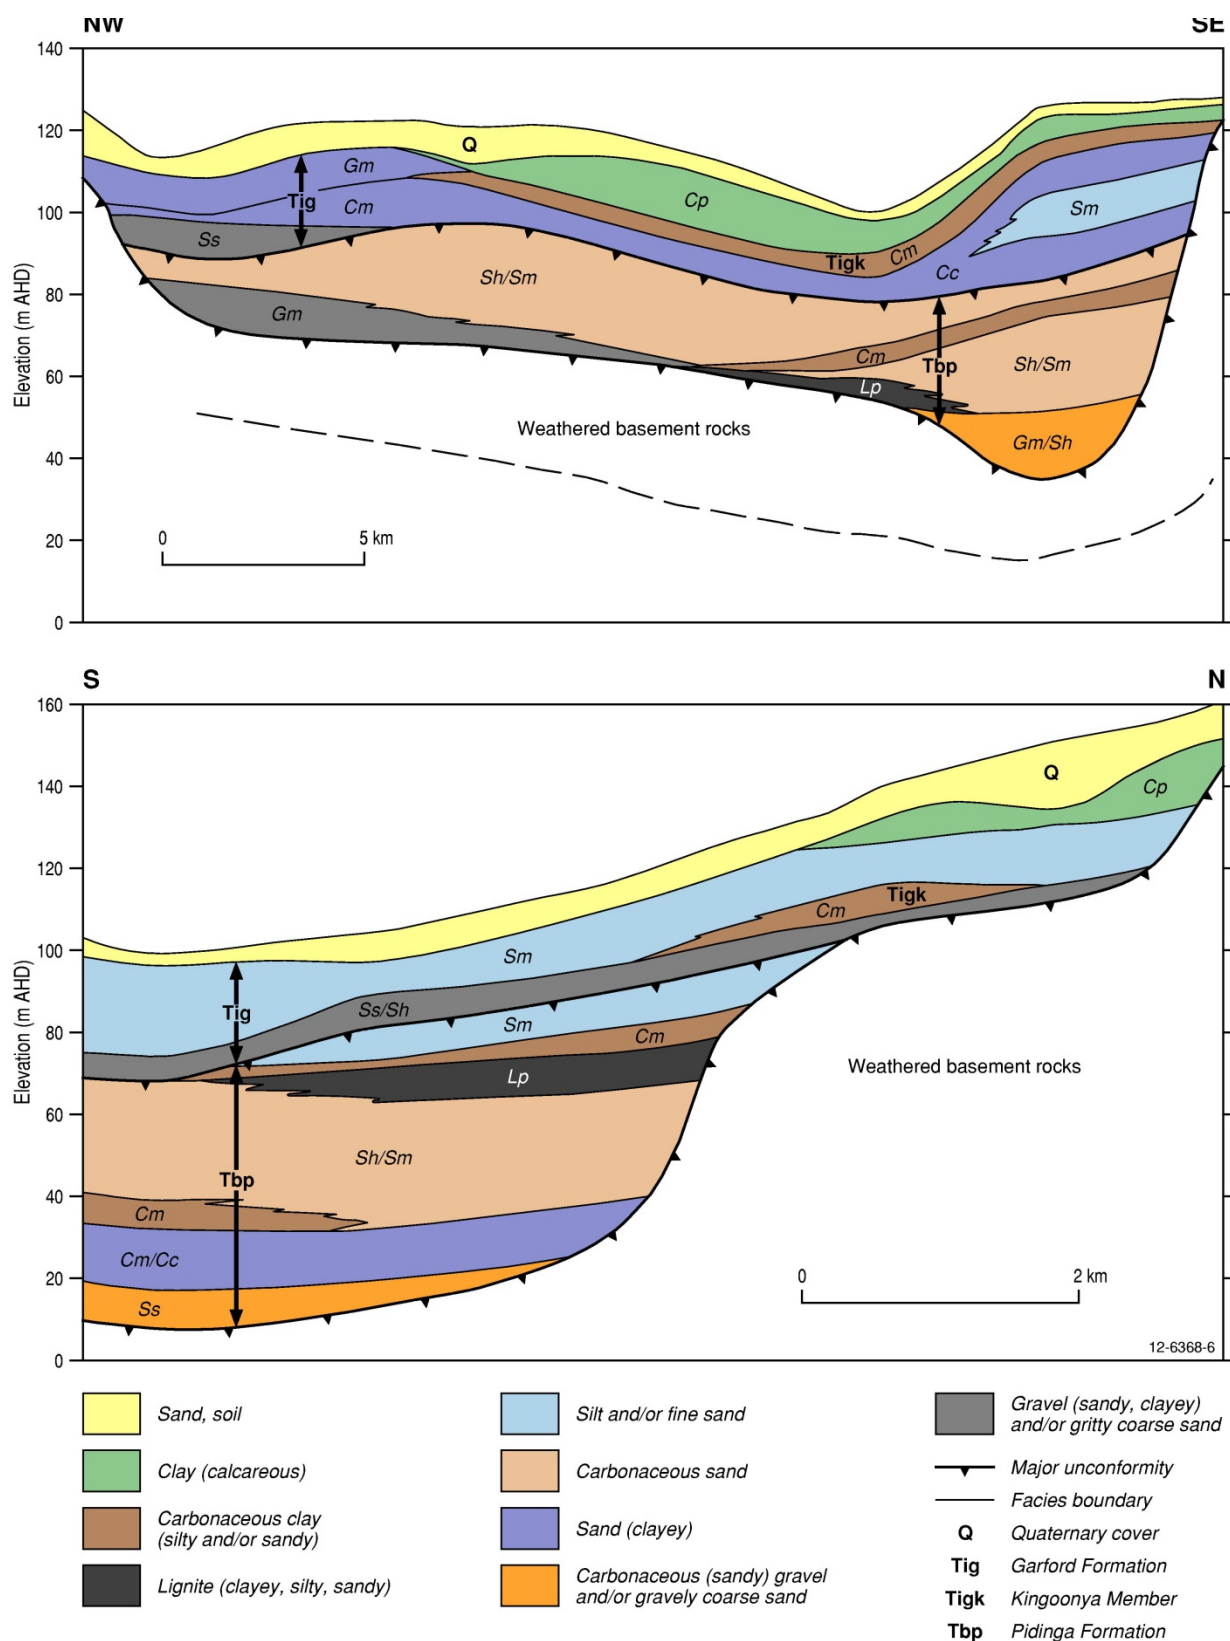 NW
SE
140
120
100
80
60
40
20
0
Elevation (m AHD)
Q
Gm
Tig
Cm
Ss
Cp
Sm
Tigk
Cm
Cc
Sh/Sm
Gm
Cm
Tbp
Sh/Sm
Lp
Weathered basement rocks
Gm/Sh
0
5 km
S
N
160
140
120
100
80
60
40
20
0
Elevation (m AHD)
Q
Cp
Tigk
Cm
Sm
Tig
Ss/Sh
Sm
Cm
Lp
Weathered basement rocks
Sh/Sm
Tbp
Cm
Cm/Cc
Ss
0
2 km
12-6368-6
Sand, soil
Clay (calcareous)
Carbonaceous clay
(silty and/or sandy)
Lignite (clayey, silty, sandy)
Silt and/or fine sand
Carbonaceous sand
Sand (clayey)
Carbonaceous (sandy) gravel
and/or gravely coarse sand
Gravel (sandy, clayey)
and/or gritty coarse sand
Major unconformity
Facies boundary
Q Quaternary cover
Tig Garford Formation
Tigk Kingoonya Member
Tbp Pidinga Formation